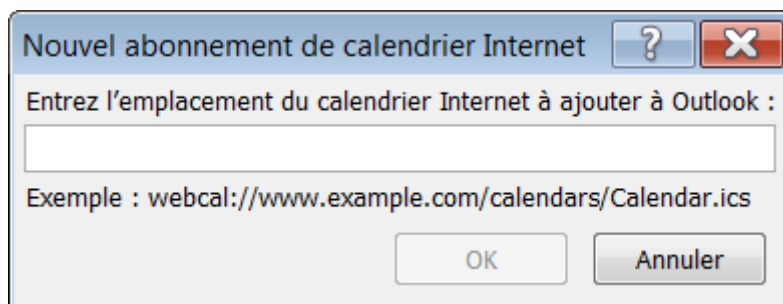 Nouvel abonnement de calendrier Internet
Entrez l’emplacement du calendrier Internet à ajouter à Outlook :
Exemple : webcal://www.example.com/calendars/Calendar.ics
OK Annuler